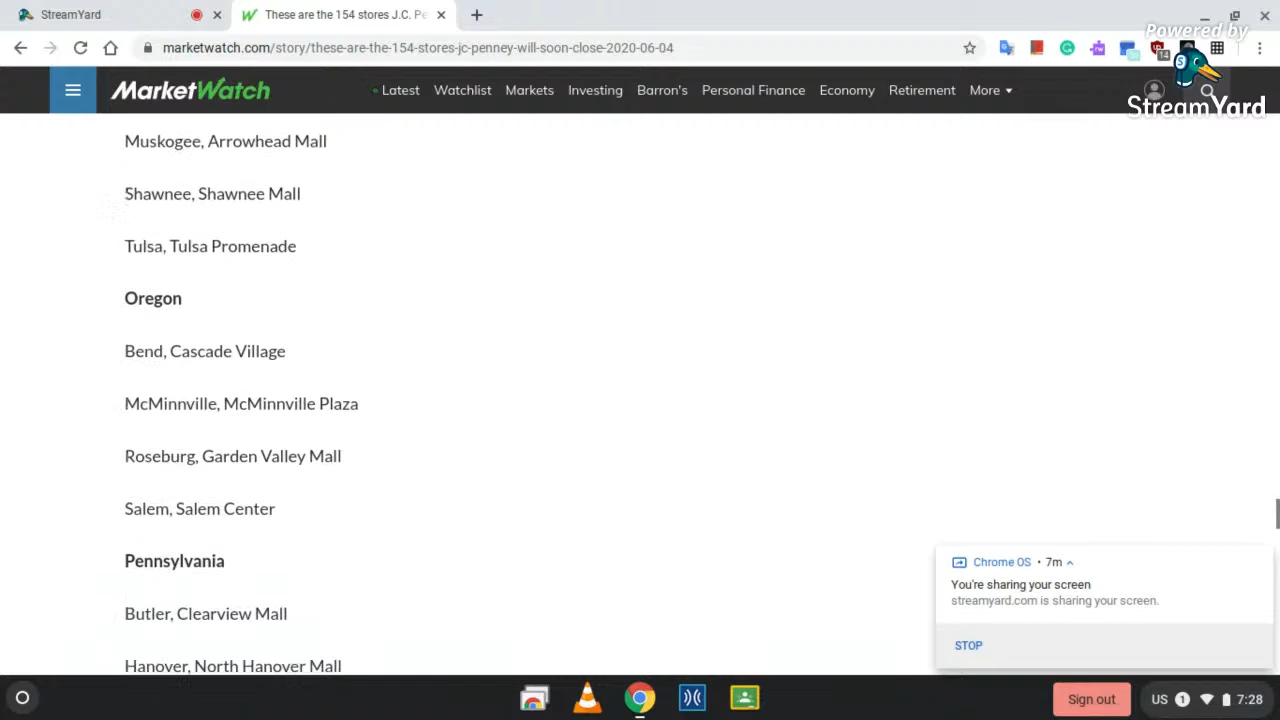 StreamYard
These are the 154 stores J.C. Pe
Powered by
marketwatch.com/story/these-are-the-154-stores-jc-penney-will-soon-close-2020-06-04
14
StreamYard
MarketWatch
Latest Watchlist Markets Investing Barron's Personal Finance Economy Retirement More
Muskogee, Arrowhead Mall
Shawnee, Shawnee Mall
Tulsa, Tulsa Promenade
Oregon
Bend, Cascade Village
McMinnville, McMinnville Plaza
Roseburg, Garden Valley Mall
Salem, Salem Center
Pennsylvania
Butler, Clearview Mall
Hanover, North Hanover Mall
Chrome OS • 7m
You're sharing your screen
streamyard.com is sharing your screen.
STOP
Sign out
US 1 7:28